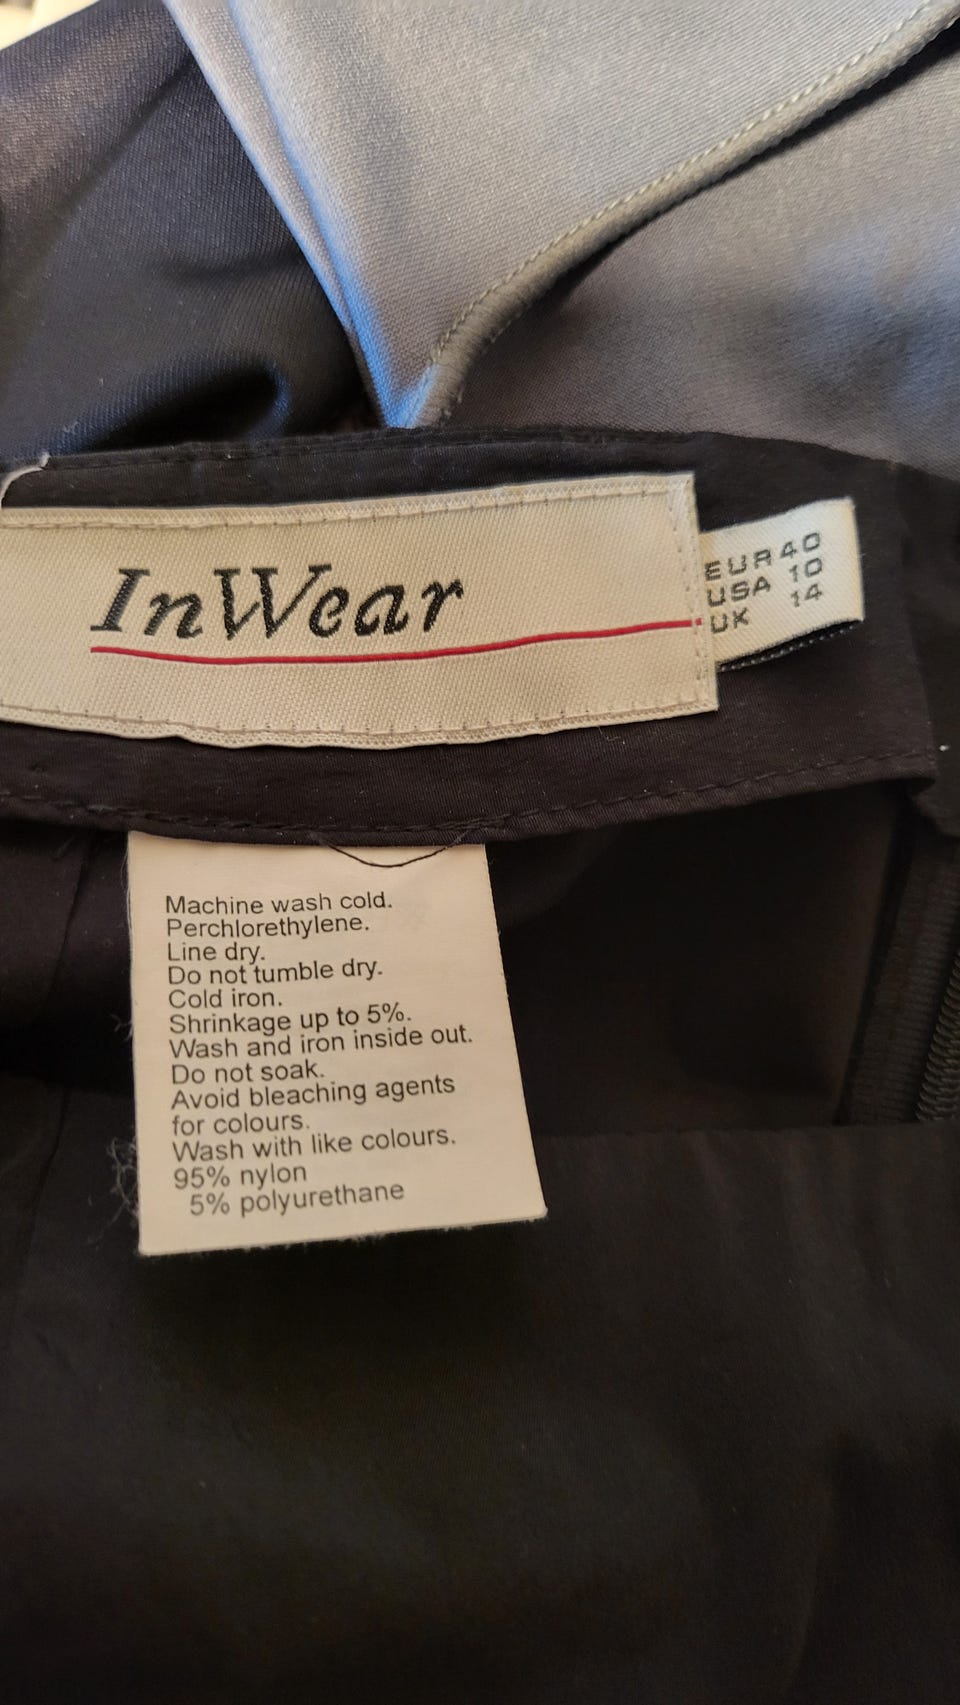 InWear
EUR 40
USA 10
UK 14
Machine wash cold.
Perchlorethylene.
Line dry.
Do not tumble dry.
Cold iron.
Shrinkage up to 5%.
Wash and iron inside out.
Do not soak.
Avoid bleaching agents
for colours.
Wash with like colours.
95% nylon
5% polyurethane